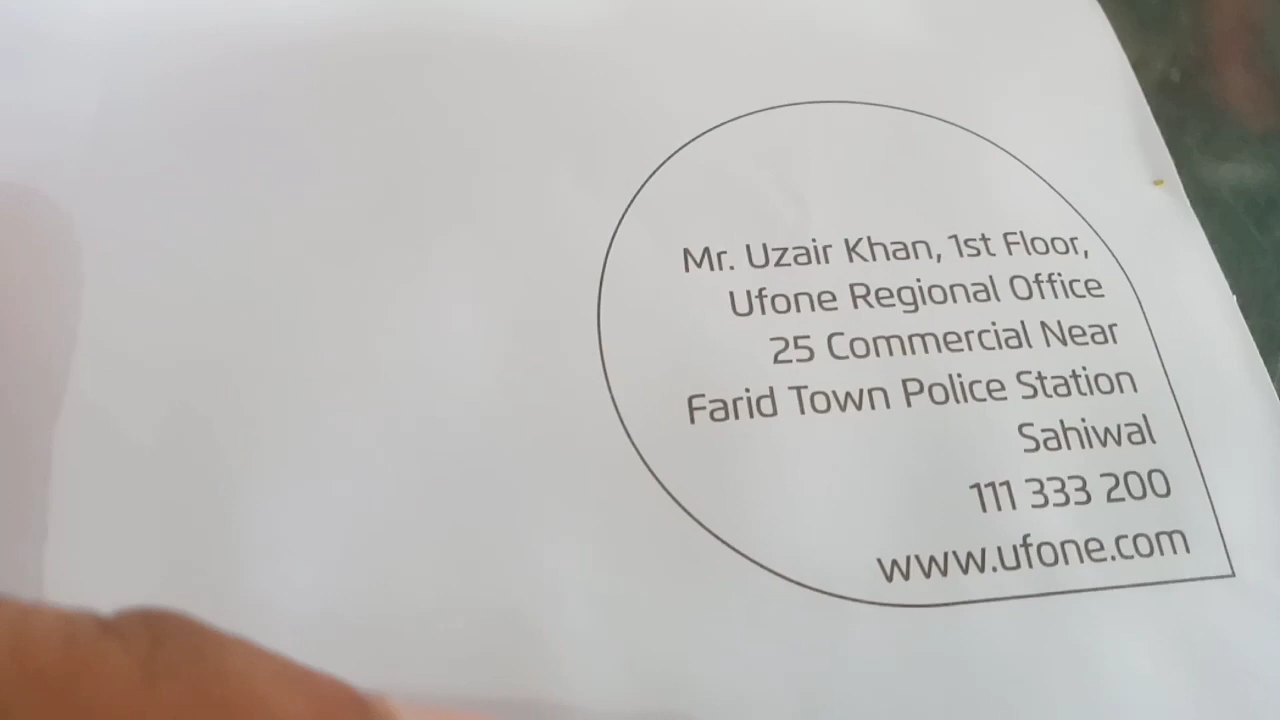 Mr. Uzair Khan, 1st Floor,
Ufone Regional Office
25 Commercial Near
Farid Town Police Station
Sahiwal
111 333 200
www.ufone.com